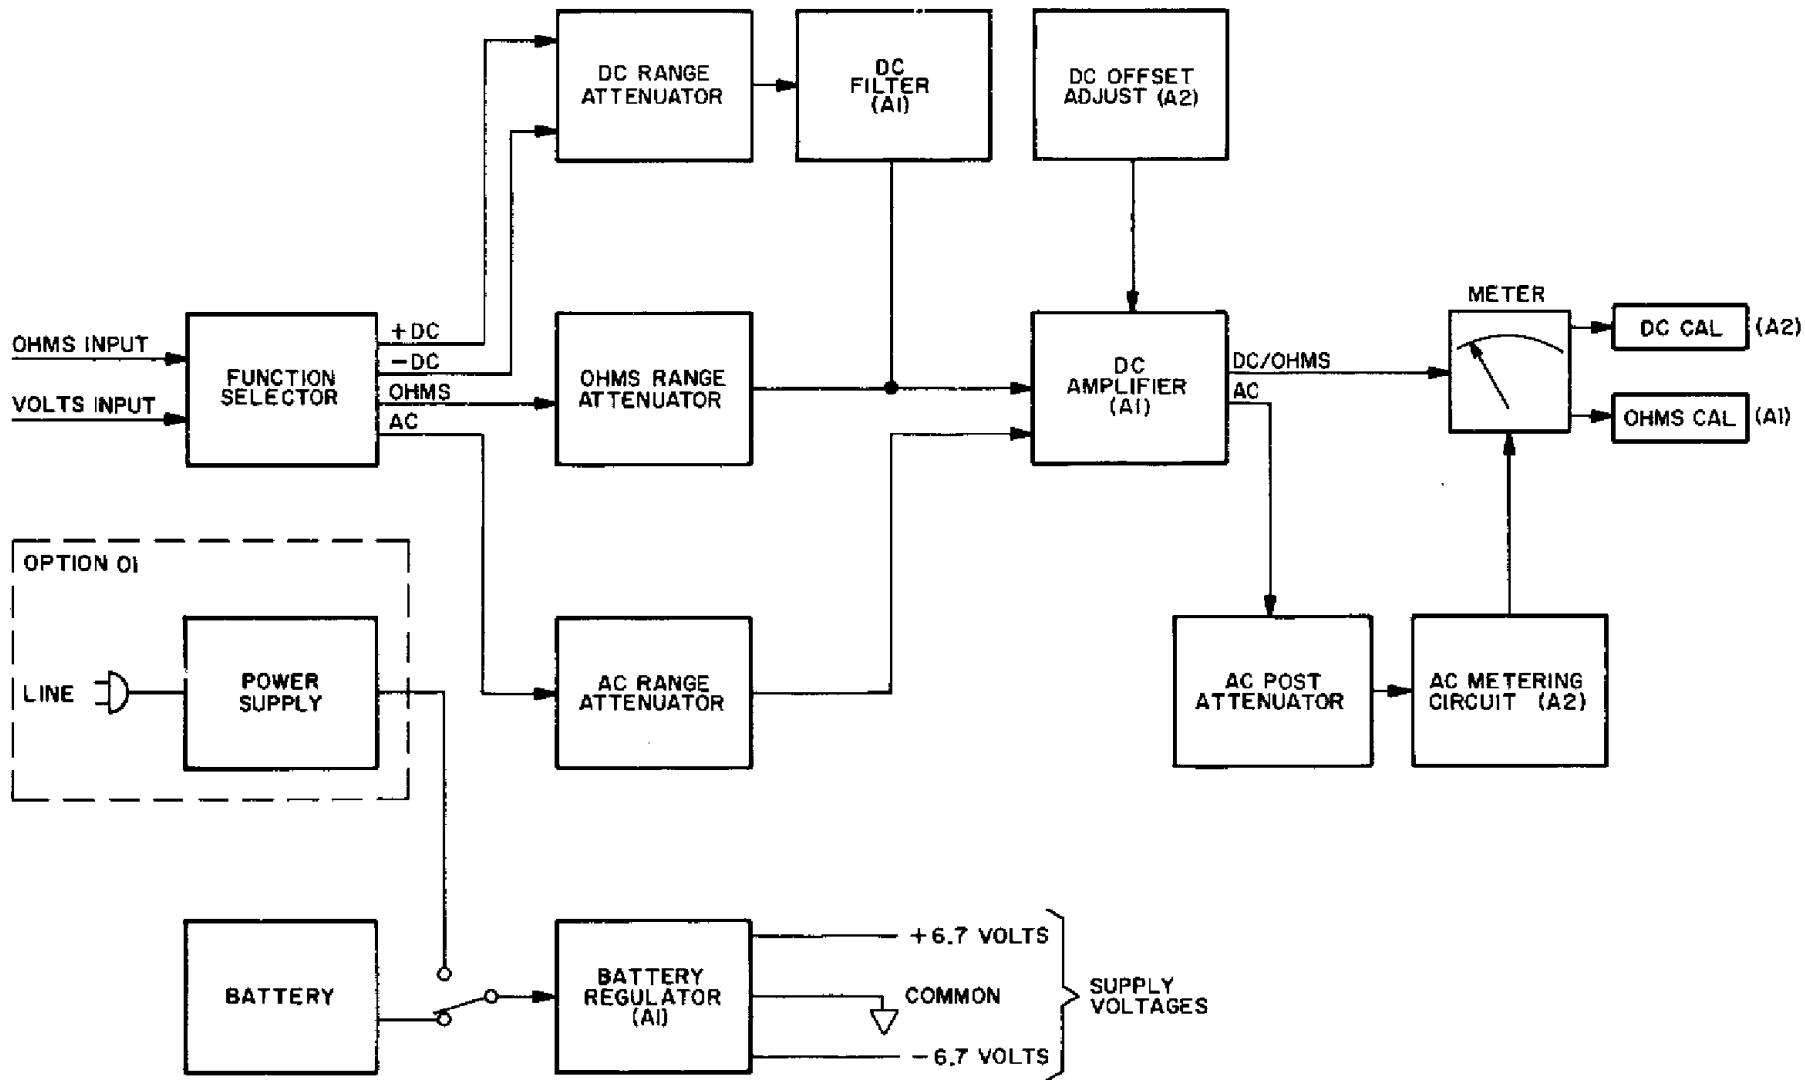 DC RANGE
ATTENUATOR
DC
FILTER
(A1)
DC OFFSET
ADJUST (A2)
OHMS INPUT
VOLTS INPUT
FUNCTION
SELECTOR
+DC
-DC
OHMS
AC
OHMS RANGE
ATTENUATOR
DC
AMPLIFIER
(A1)
DC/OHMS
AC
METER
DC CAL (A2)
OHMS CAL (A1)
OPTION 01
LINE
POWER
SUPPLY
AC RANGE
ATTENUATOR
AC POST
ATTENUATOR
AC METERING
CIRCUIT (A2)
BATTERY
BATTERY
REGULATOR
(A1)
+6.7 VOLTS
COMMON
-6.7 VOLTS
SUPPLY
VOLTAGES